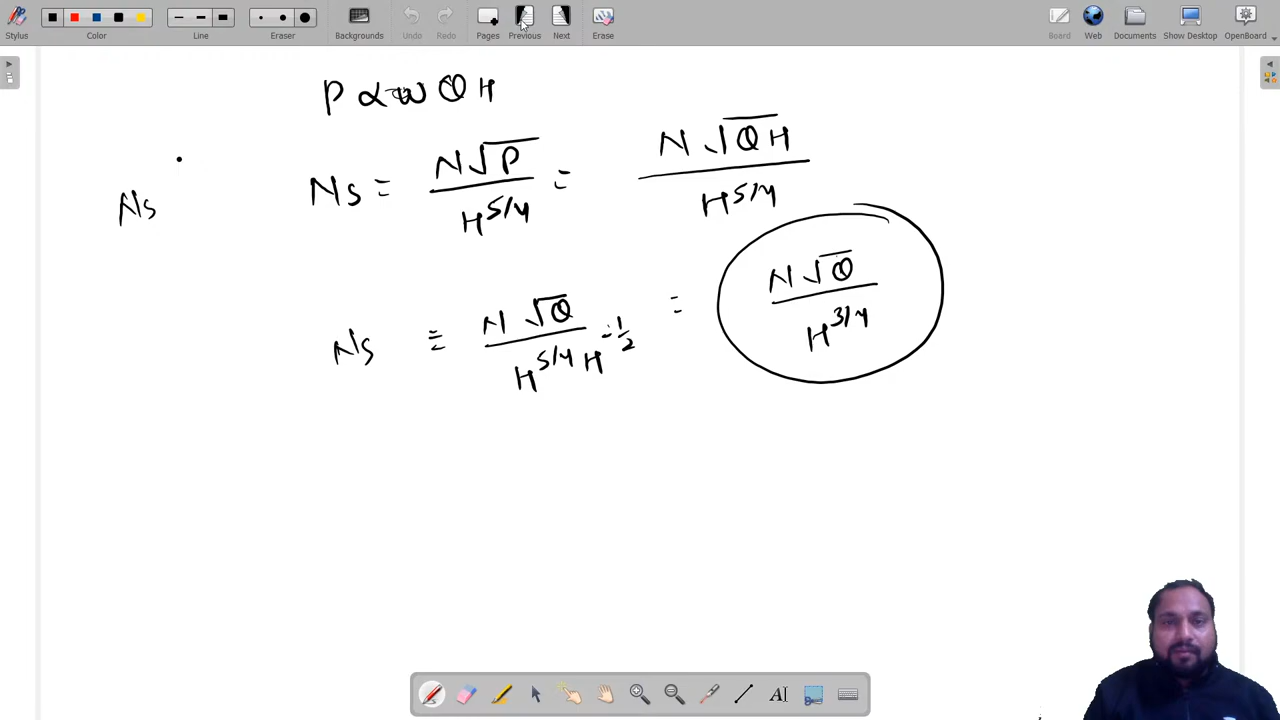 Stylus Color Line Eraser Backgrounds Undo Redo Pages Previous Next Erase Board Web Documents Show Desktop OpenBoard
P ∝ w Q H
Ns
Ns = N√P / H^5/4 = N√QH / H^5/4
Ns = N√Q / H^5/4 H^-1/2 = N√Q / H^3/4